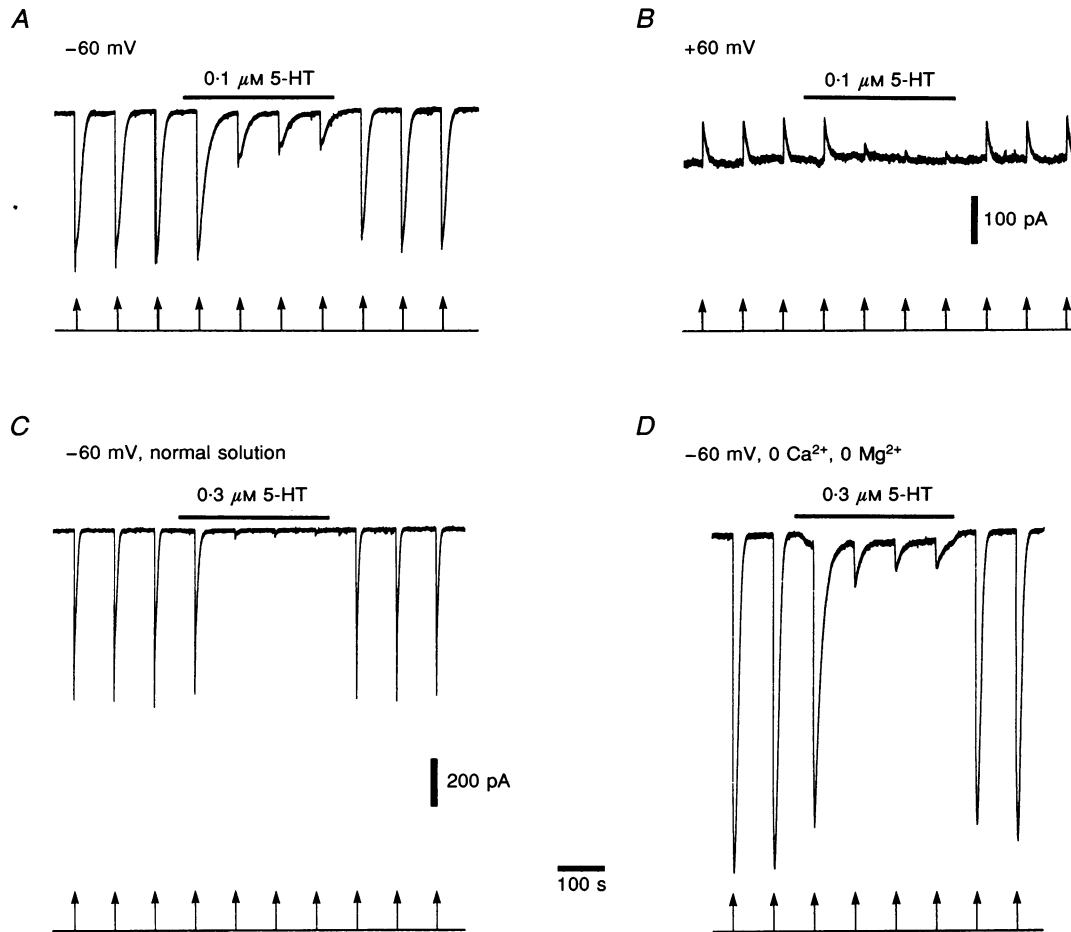 A
−60 mV
0·1 μM 5-HT
B
+60 mV
0·1 μM 5-HT
100 pA
C
−60 mV, normal solution
0·3 μM 5-HT
200 pA
D
−60 mV, 0 Ca²⁺, 0 Mg²⁺
0·3 μM 5-HT
100 s